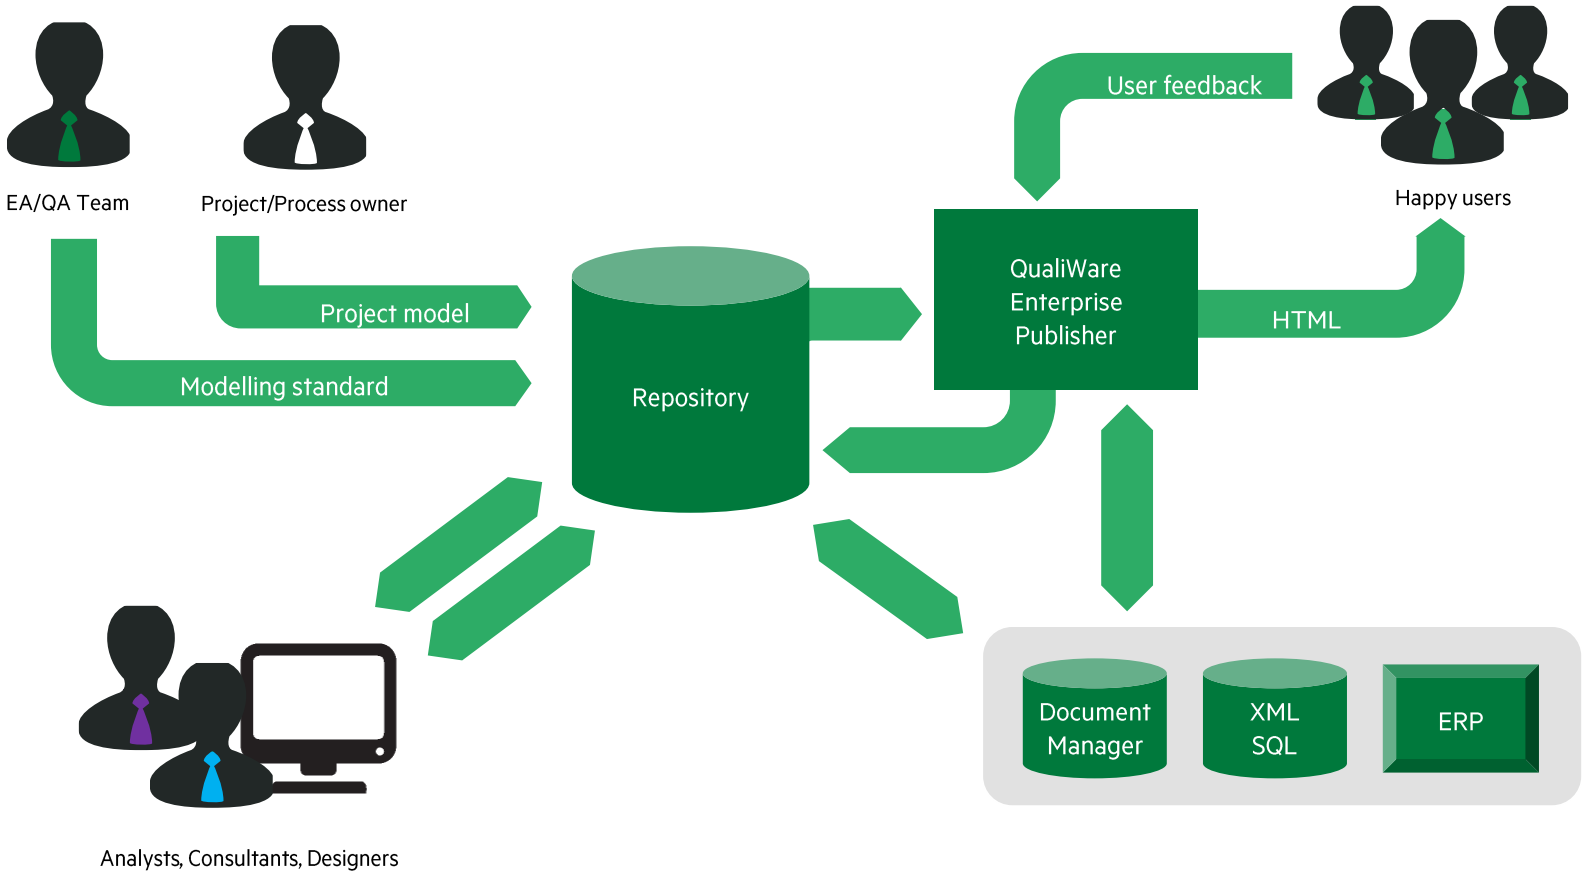 User feedback
EA/QA Team
Project/Process owner
Happy users
Project model
Modelling standard
Repository
QualiWare
Enterprise
Publisher
HTML
Document
Manager
XML
SQL
ERP
Analysts, Consultants, Designers